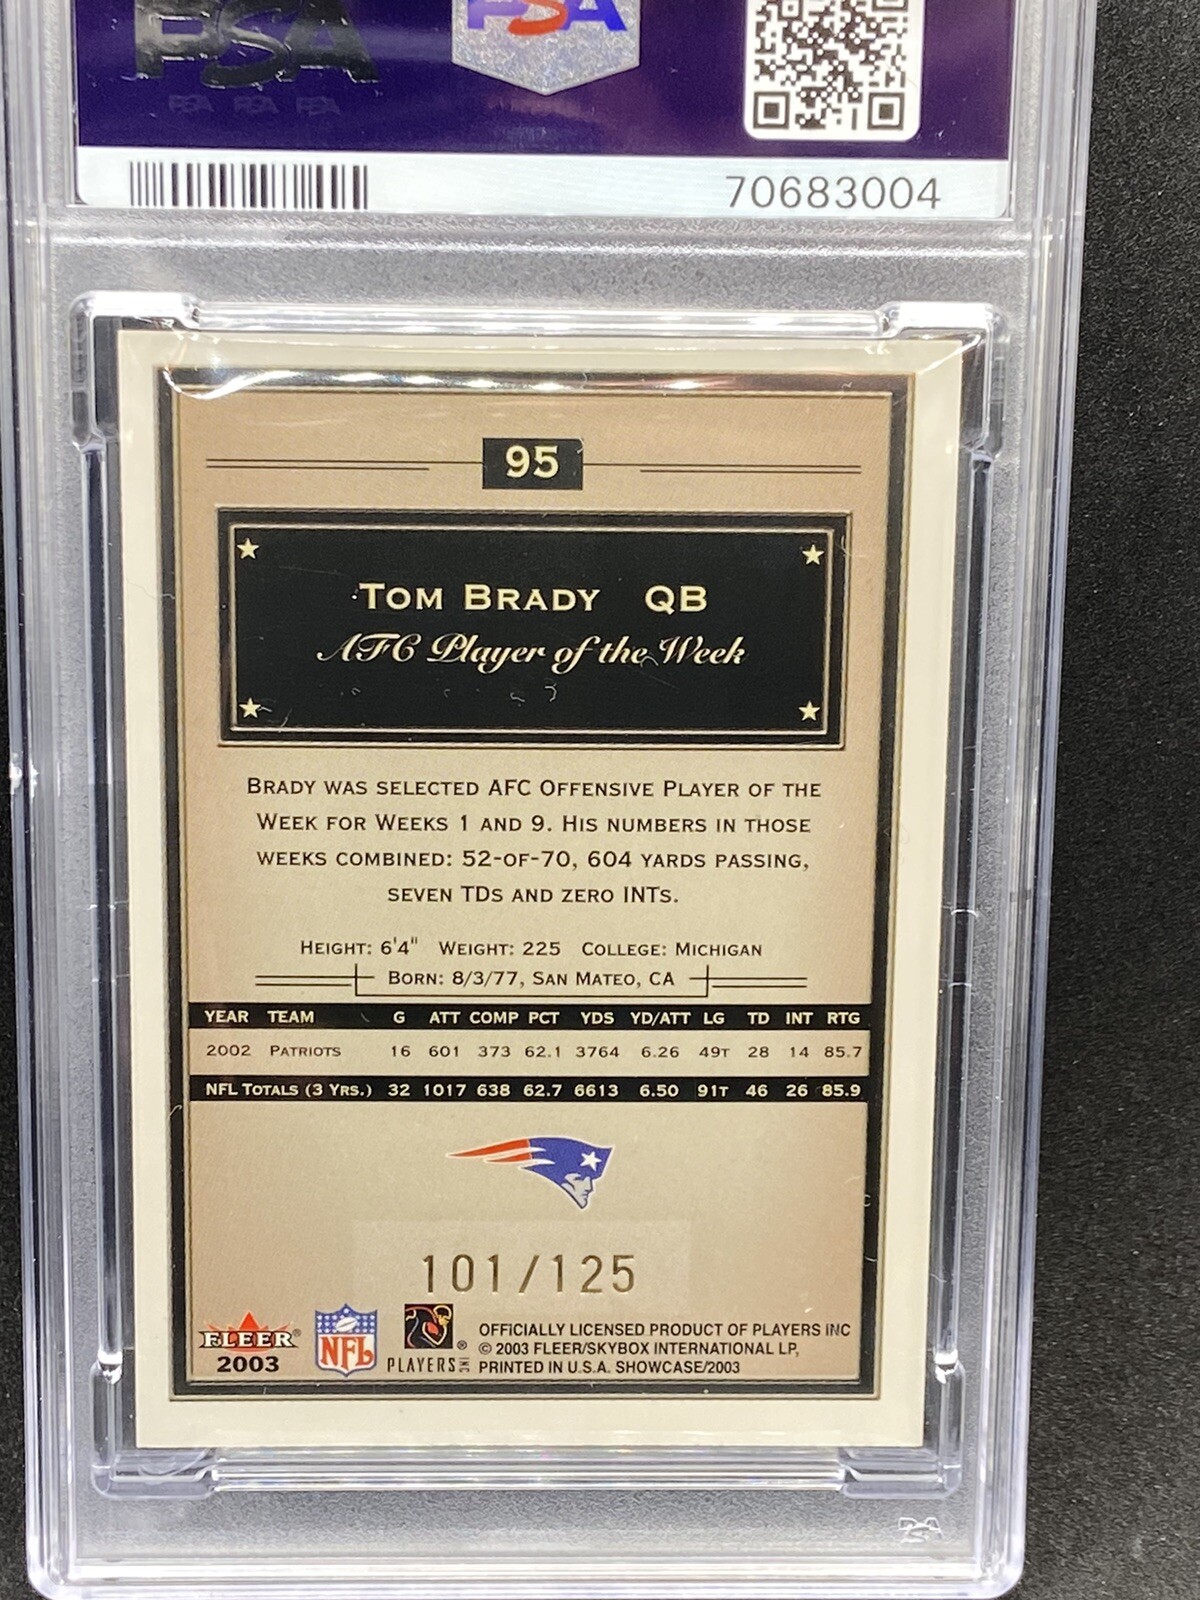 PSA
PSA
PSA PSA PSA
70683004
95
TOM BRADY QB
AFC Player of the Week
BRADY WAS SELECTED AFC OFFENSIVE PLAYER OF THE
WEEK FOR WEEKS 1 AND 9. HIS NUMBERS IN THOSE
WEEKS COMBINED: 52-OF-70, 604 YARDS PASSING,
SEVEN TDS AND ZERO INTS.
HEIGHT: 6'4" WEIGHT: 225 COLLEGE: MICHIGAN
BORN: 8/3/77, SAN MATEO, CA
YEAR TEAM G ATT COMP PCT YDS YD/ATT LG TD INT RTG
2002 PATRIOTS 16 601 373 62.1 3764 6.26 49T 28 14 85.7
NFL TOTALS (3 YRS.) 32 1017 638 62.7 6613 6.50 91T 46 26 85.9
101/125
FLEER®
2003
NFL
PLAYERS INC ®
OFFICIALLY LICENSED PRODUCT OF PLAYERS INC
© 2003 FLEER/SKYBOX INTERNATIONAL LP,
PRINTED IN U.S.A. SHOWCASE/2003
PSA